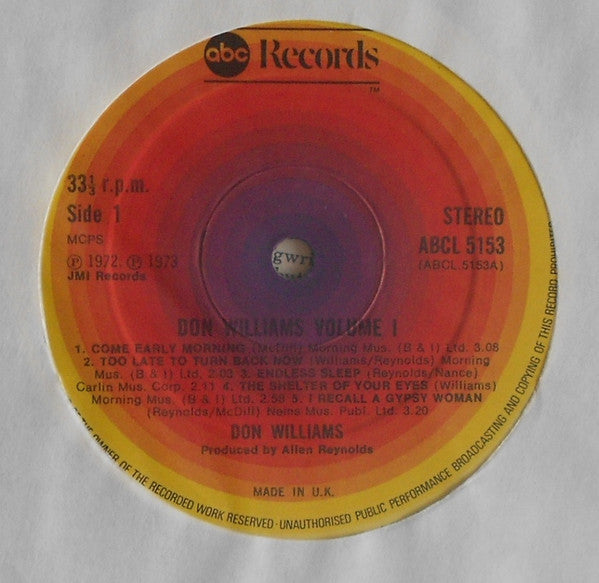 abc Records
TM
33⅓ r.p.m.
Side 1
MCPS
Ⓟ 1972. Ⓟ 1973
JMI Records
STEREO
ABCL 5153
(ABCL.5153A)
gwri
DON WILLIAMS VOLUME I
1. COME EARLY MORNING (McDill) Morning Mus. (B & I) Ltd. 3.08
2. TOO LATE TO TURN BACK NOW (Williams/Reynolds) Morning
Mus. (B & I) Ltd. 2.03 3. ENDLESS SLEEP (Reynolds/Nance)
Carlin Mus. Corp. 2.11 4. THE SHELTER OF YOUR EYES (Williams)
Morning Mus. (B & I) Ltd. 2.58 5. I RECALL A GYPSY WOMAN
(Reynolds/McDill) Neins Mus. Publ. Ltd. 3.20
DON WILLIAMS
Produced by Allen Reynolds
MADE IN U.K.
OWNER OF THE RECORDED WORK RESERVED · UNAUTHORISED PUBLIC PERFORMANCE BROADCASTING AND COPYING OF THIS RECORD PROHIBITED